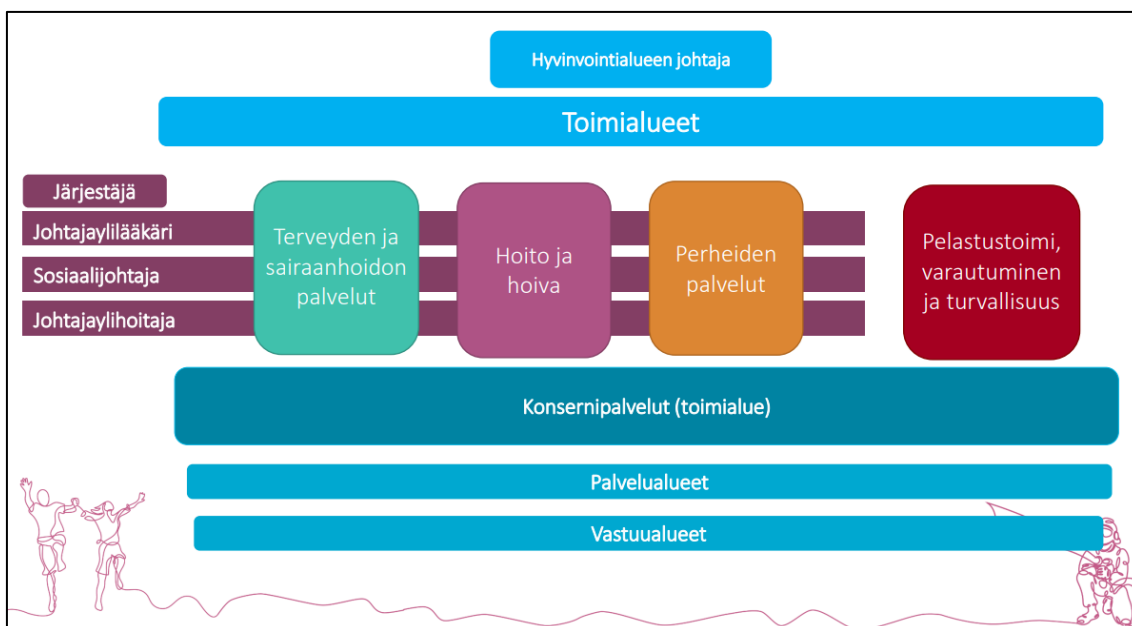 Hyvinvointialueen johtaja
Toimialueet
Järjestäjä
Johtajaylilääkäri
Sosiaalijohtaja
Johtajaylihoitaja
Terveyden ja
sairaanhoidon
palvelut
Hoito ja
hoiva
Perheiden
palvelut
Pelastustoimi,
varautuminen
ja turvallisuus
Konsernipalvelut (toimialue)
Palvelualueet
Vastuualueet